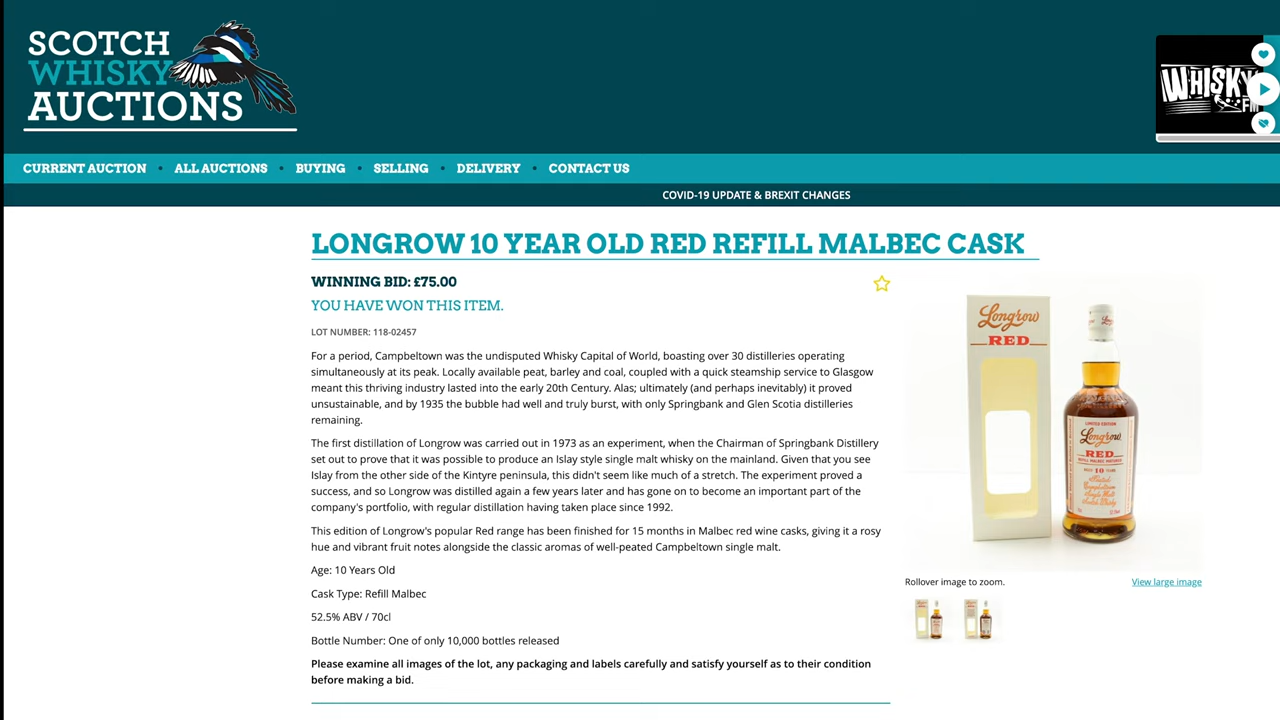 SCOTCH
WHISKY
AUCTIONS
WHISKY
FM
CURRENT AUCTION • ALL AUCTIONS • BUYING • SELLING • DELIVERY • CONTACT US
COVID-19 UPDATE & BREXIT CHANGES
LONGROW 10 YEAR OLD RED REFILL MALBEC CASK
WINNING BID: £75.00
YOU HAVE WON THIS ITEM.
LOT NUMBER: 118-02457
For a period, Campbeltown was the undisputed Whisky Capital of World, boasting over 30 distilleries operating
simultaneously at its peak. Locally available peat, barley and coal, coupled with a quick steamship service to Glasgow
meant this thriving industry lasted into the early 20th Century. Alas; ultimately (and perhaps inevitably) it proved
unsustainable, and by 1935 the bubble had well and truly burst, with only Springbank and Glen Scotia distilleries
remaining.
The first distillation of Longrow was carried out in 1973 as an experiment, when the Chairman of Springbank Distillery
set out to prove that it was possible to produce an Islay style single malt whisky on the mainland. Given that you see
Islay from the other side of the Kintyre peninsula, this didn't seem like much of a stretch. The experiment proved a
success, and so Longrow was distilled again a few years later and has gone on to become an important part of the
company's portfolio, with regular distillation having taken place since 1992.
This edition of Longrow's popular Red range has been finished for 15 months in Malbec red wine casks, giving it a rosy
hue and vibrant fruit notes alongside the classic aromas of well-peated Campbeltown single malt.
Age: 10 Years Old
Cask Type: Refill Malbec
52.5% ABV / 70cl
Bottle Number: One of only 10,000 bottles released
Please examine all images of the lot, any packaging and labels carefully and satisfy yourself as to their condition
before making a bid.
Longrow
RED
Longrow
LIMITED EDITION
Longrow
RED
REFILL MALBEC MATURED
AGED 10 YEARS
Peated
Campbeltown
Single Malt
Scotch Whisky
Rollover image to zoom.
View large image